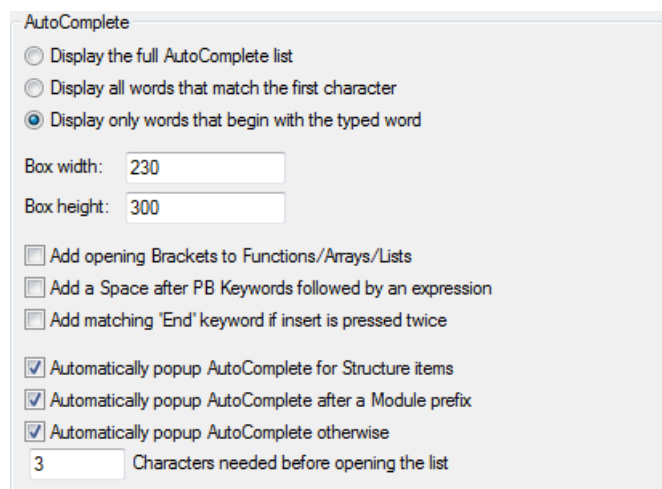 AutoComplete
Display the full AutoComplete list
Display all words that match the first character
Display only words that begin with the typed word
Box width: 230
Box height: 300
Add opening Brackets to Functions/Arrays/Lists
Add a Space after PB Keywords followed by an expression
Add matching 'End' keyword if insert is pressed twice
Automatically popup AutoComplete for Structure items
Automatically popup AutoComplete after a Module prefix
Automatically popup AutoComplete otherwise
3 Characters needed before opening the list